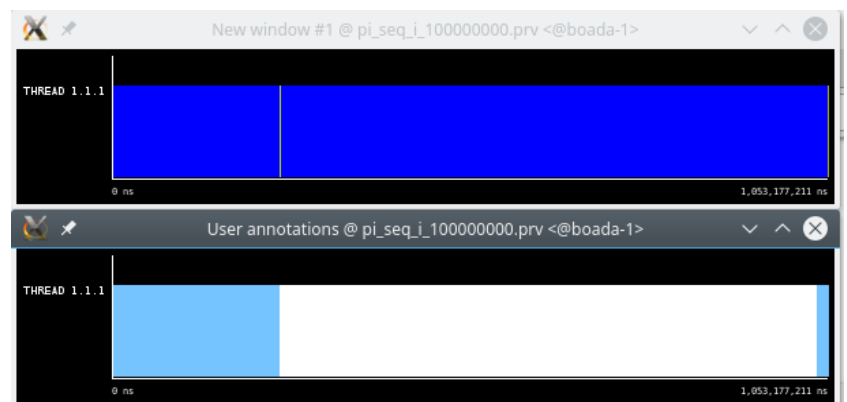 New window #1 @ pi_seq_i_100000000.prv <@boada-1>
THREAD 1.1.1
0 ns
1,053,177,211 ns
User annotations @ pi_seq_i_100000000.prv <@boada-1>
THREAD 1.1.1
0 ns
1,053,177,211 ns